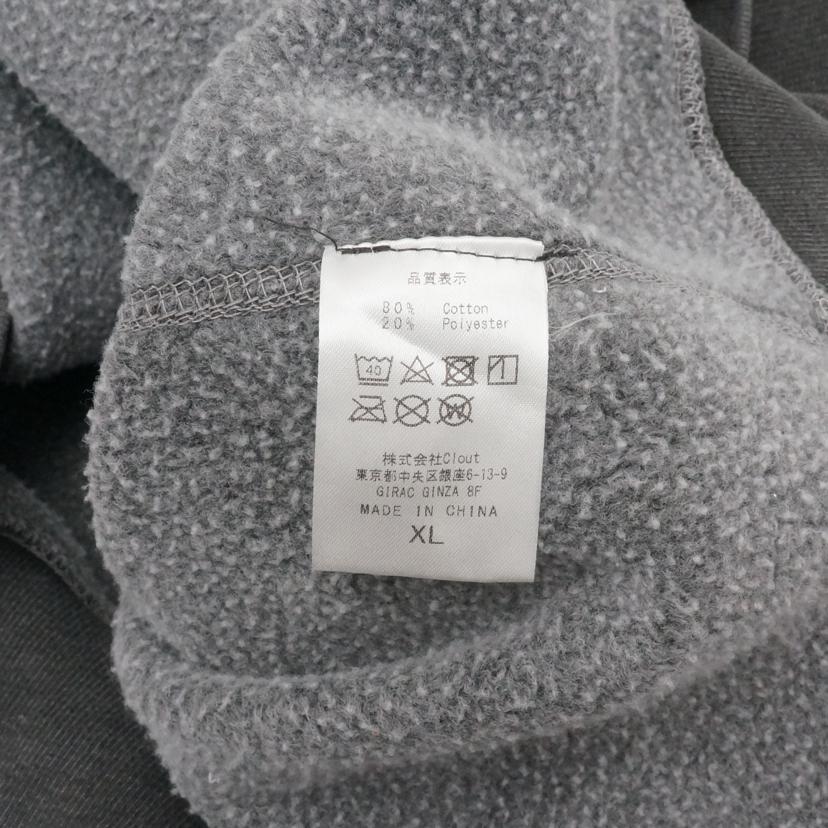 品質表示
80% Cotton
20% Polyester
40
株式会社Clout
東京都中央区銀座6-13-9
GIRAC GINZA 8F
MADE IN CHINA
XL